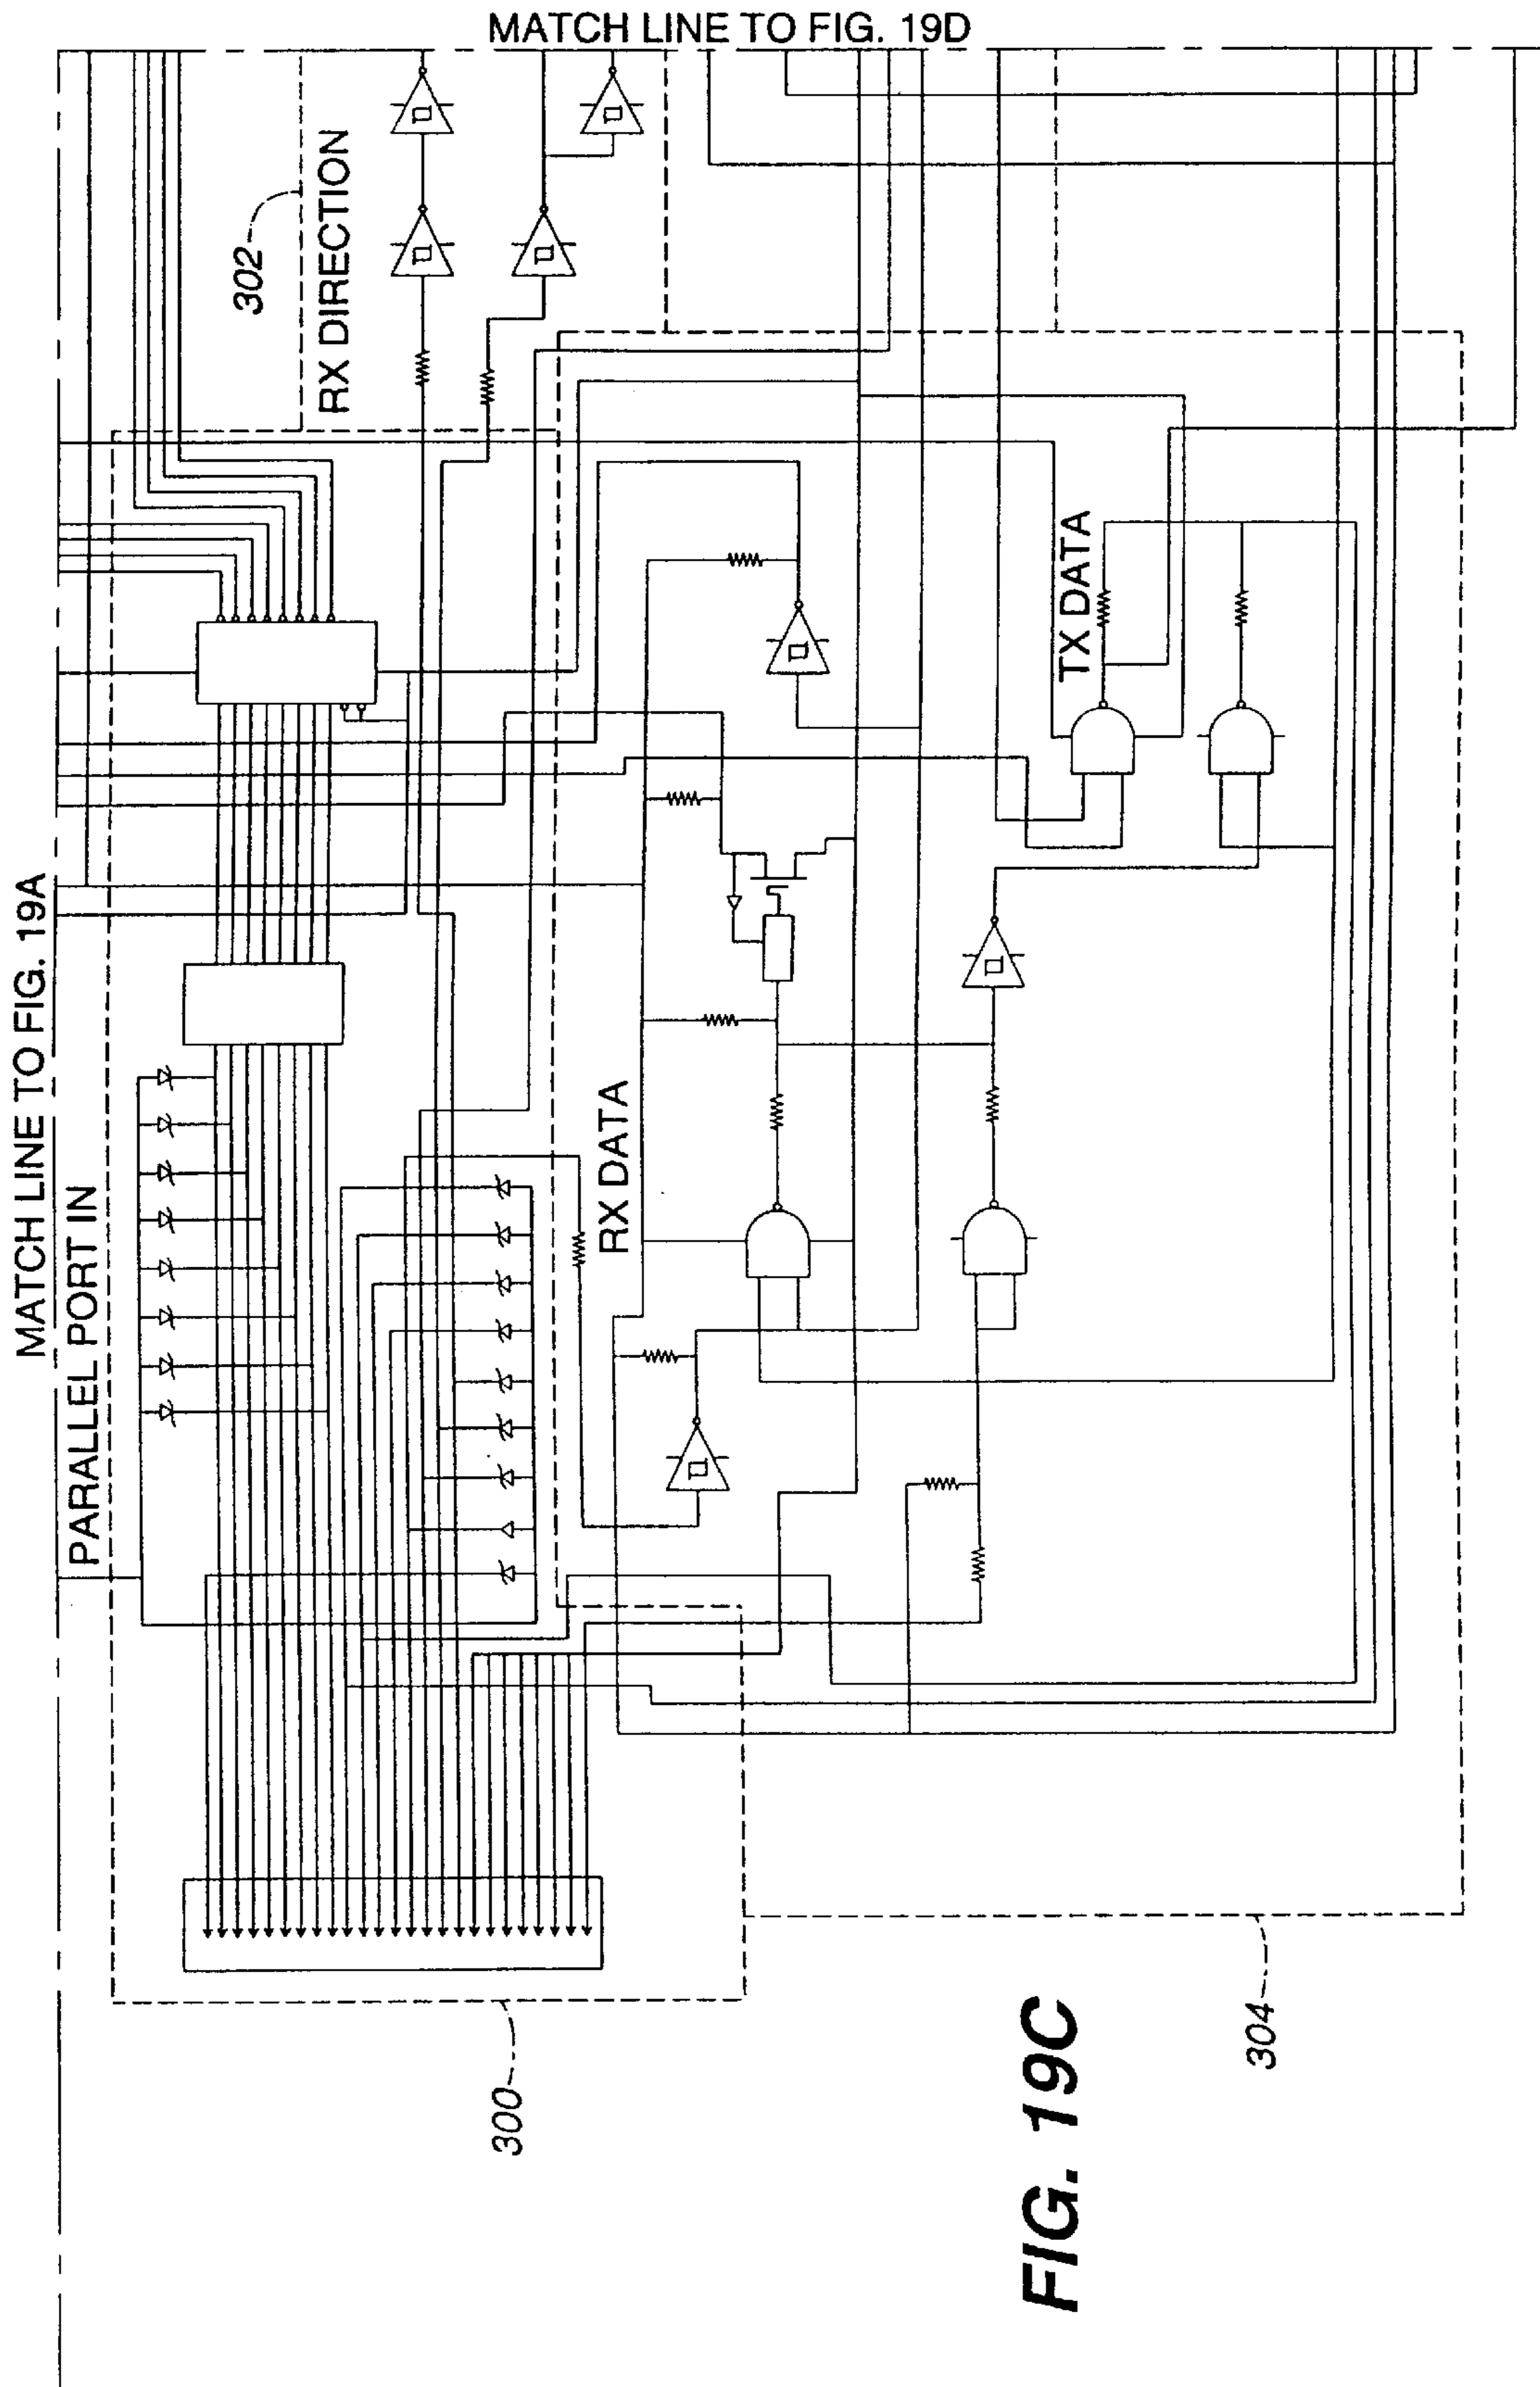 MATCH LINE TO FIG. 19D
302
RX DIRECTION
MATCH LINE TO FIG. 19A
PARALLEL PORT IN
TX DATA
RX DATA
300
304
FIG. 19C